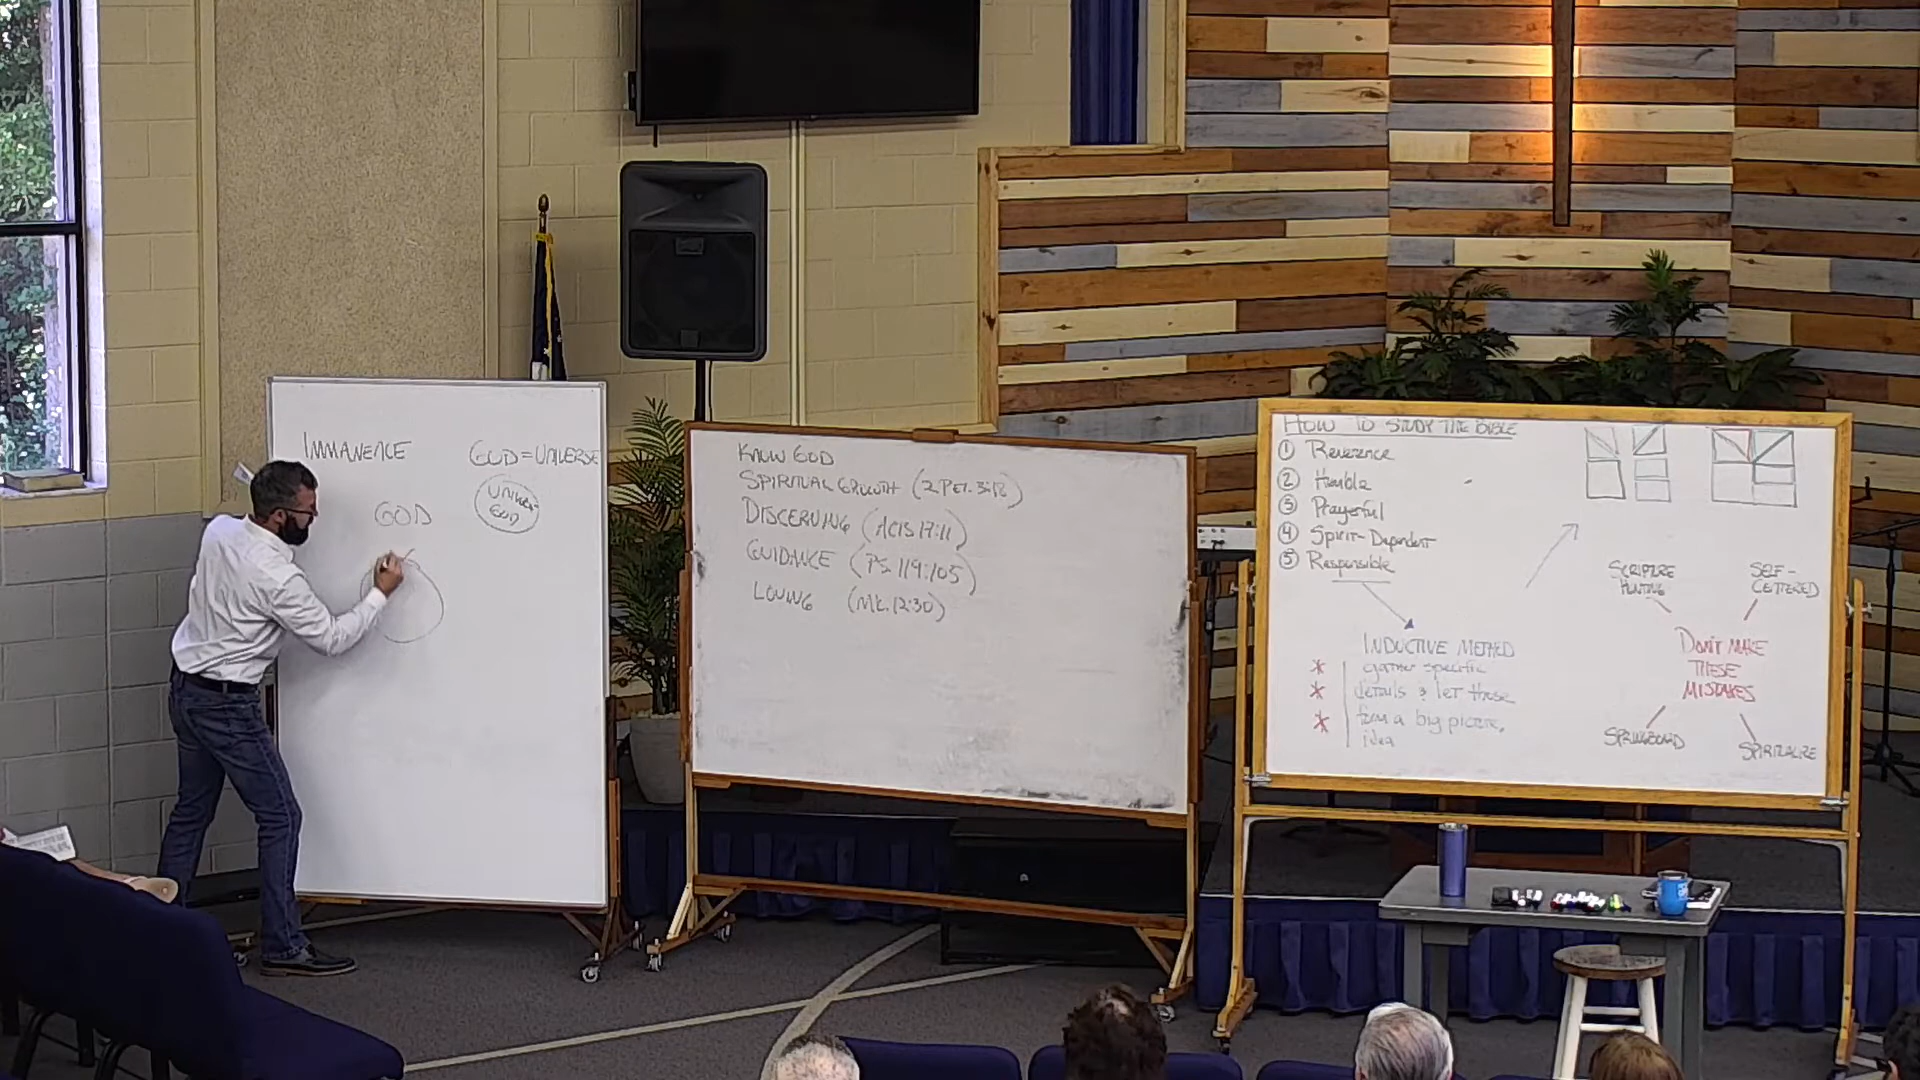 IMMANENCE
GOD = UNIVERSE
GOD
GOD
KNOW GOD
SPIRITUAL GROWTH (2 PET. 3:18)
DISCERNING (ACTS 17:11)
GUIDANCE (PS. 119:105)
LOVING (MK. 12:30)
HOW TO STUDY THE BIBLE
① Reverence
② Humble
③ Prayerful
④ Spirit-Dependent
⑤ Responsible
INDUCTIVE METHOD
* gather specific
* details & let those
* form a big picture,
idea
SCRIPTURE
HUNTING
SELF-
CENTERED
DON'T MAKE
THESE
MISTAKES
SPRINGBOARD
SPIRITUALIZE